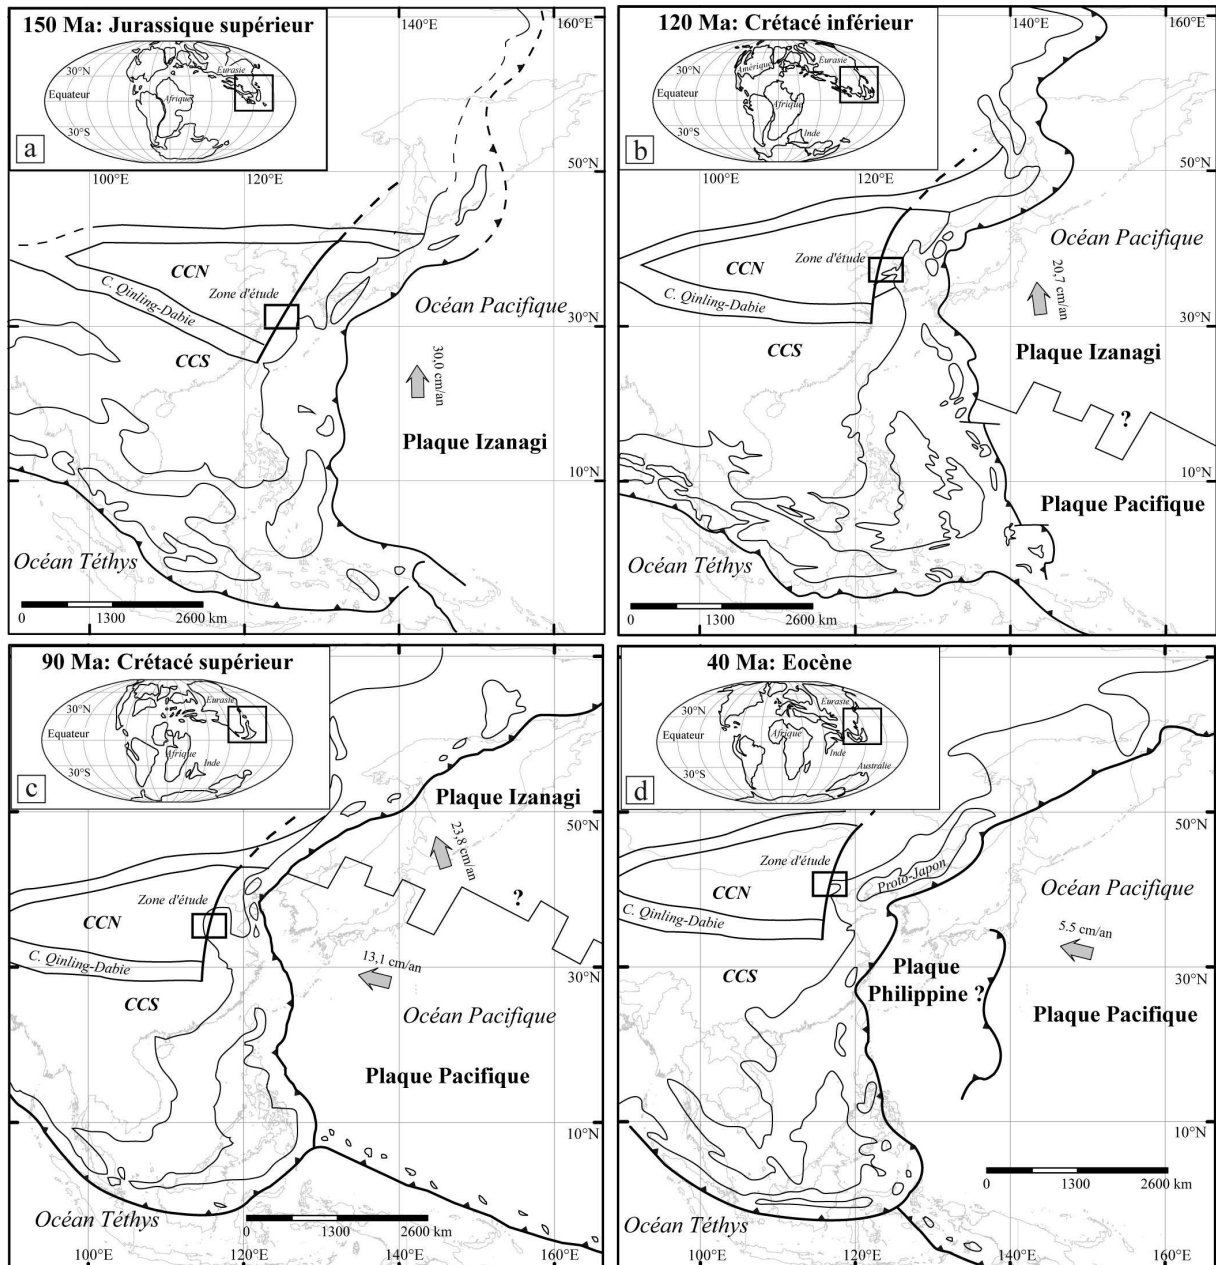 150 Ma: Jurassique supérieur
30°N
Eurasie
Equateur
Afrique
30°S
a
140°E
160°E
100°E
120°E
50°N
CCN
C. Qinling-Dabie
Zone d'étude
Océan Pacifique
30°N
CCS
30,0 cm/an
Plaque Izanagi
10°N
Océan Téthys
0
1300
2600 km
120 Ma: Crétacé inférieur
30°N
Amérique
Eurasie
Equateur
Afrique
30°S
Inde
b
140°E
160°E
100°E
120°E
50°N
Océan Pacifique
Zone d'étude
CCN
C. Qinling-Dabie
20,7 cm/an
30°N
CCS
Plaque Izanagi
?
10°N
Plaque Pacifique
Océan Téthys
0
1300
2600 km
90 Ma: Crétacé supérieur
30°N
Eurasie
Equateur
Afrique
30°S
Inde
c
Plaque Izanagi
50°N
23,8 cm/an
Zone d'étude
?
CCN
C. Qinling-Dabie
13,1 cm/an
30°N
CCS
Océan Pacifique
Plaque Pacifique
10°N
Océan Téthys
0
1300
2600 km
100°E
120°E
140°E
160°E
40 Ma: Eocène
30°N
Eurasie
Equateur
Afrique
Inde
30°S
Australie
d
50°N
Zone d'étude
Proto-Japon
Océan Pacifique
CCN
C. Qinling-Dabie
5.5 cm/an
30°N
CCS
Plaque
Philippine ?
Plaque Pacifique
10°N
0
1300
2600 km
Océan Téthys
100°E
120°E
140°E
160°E